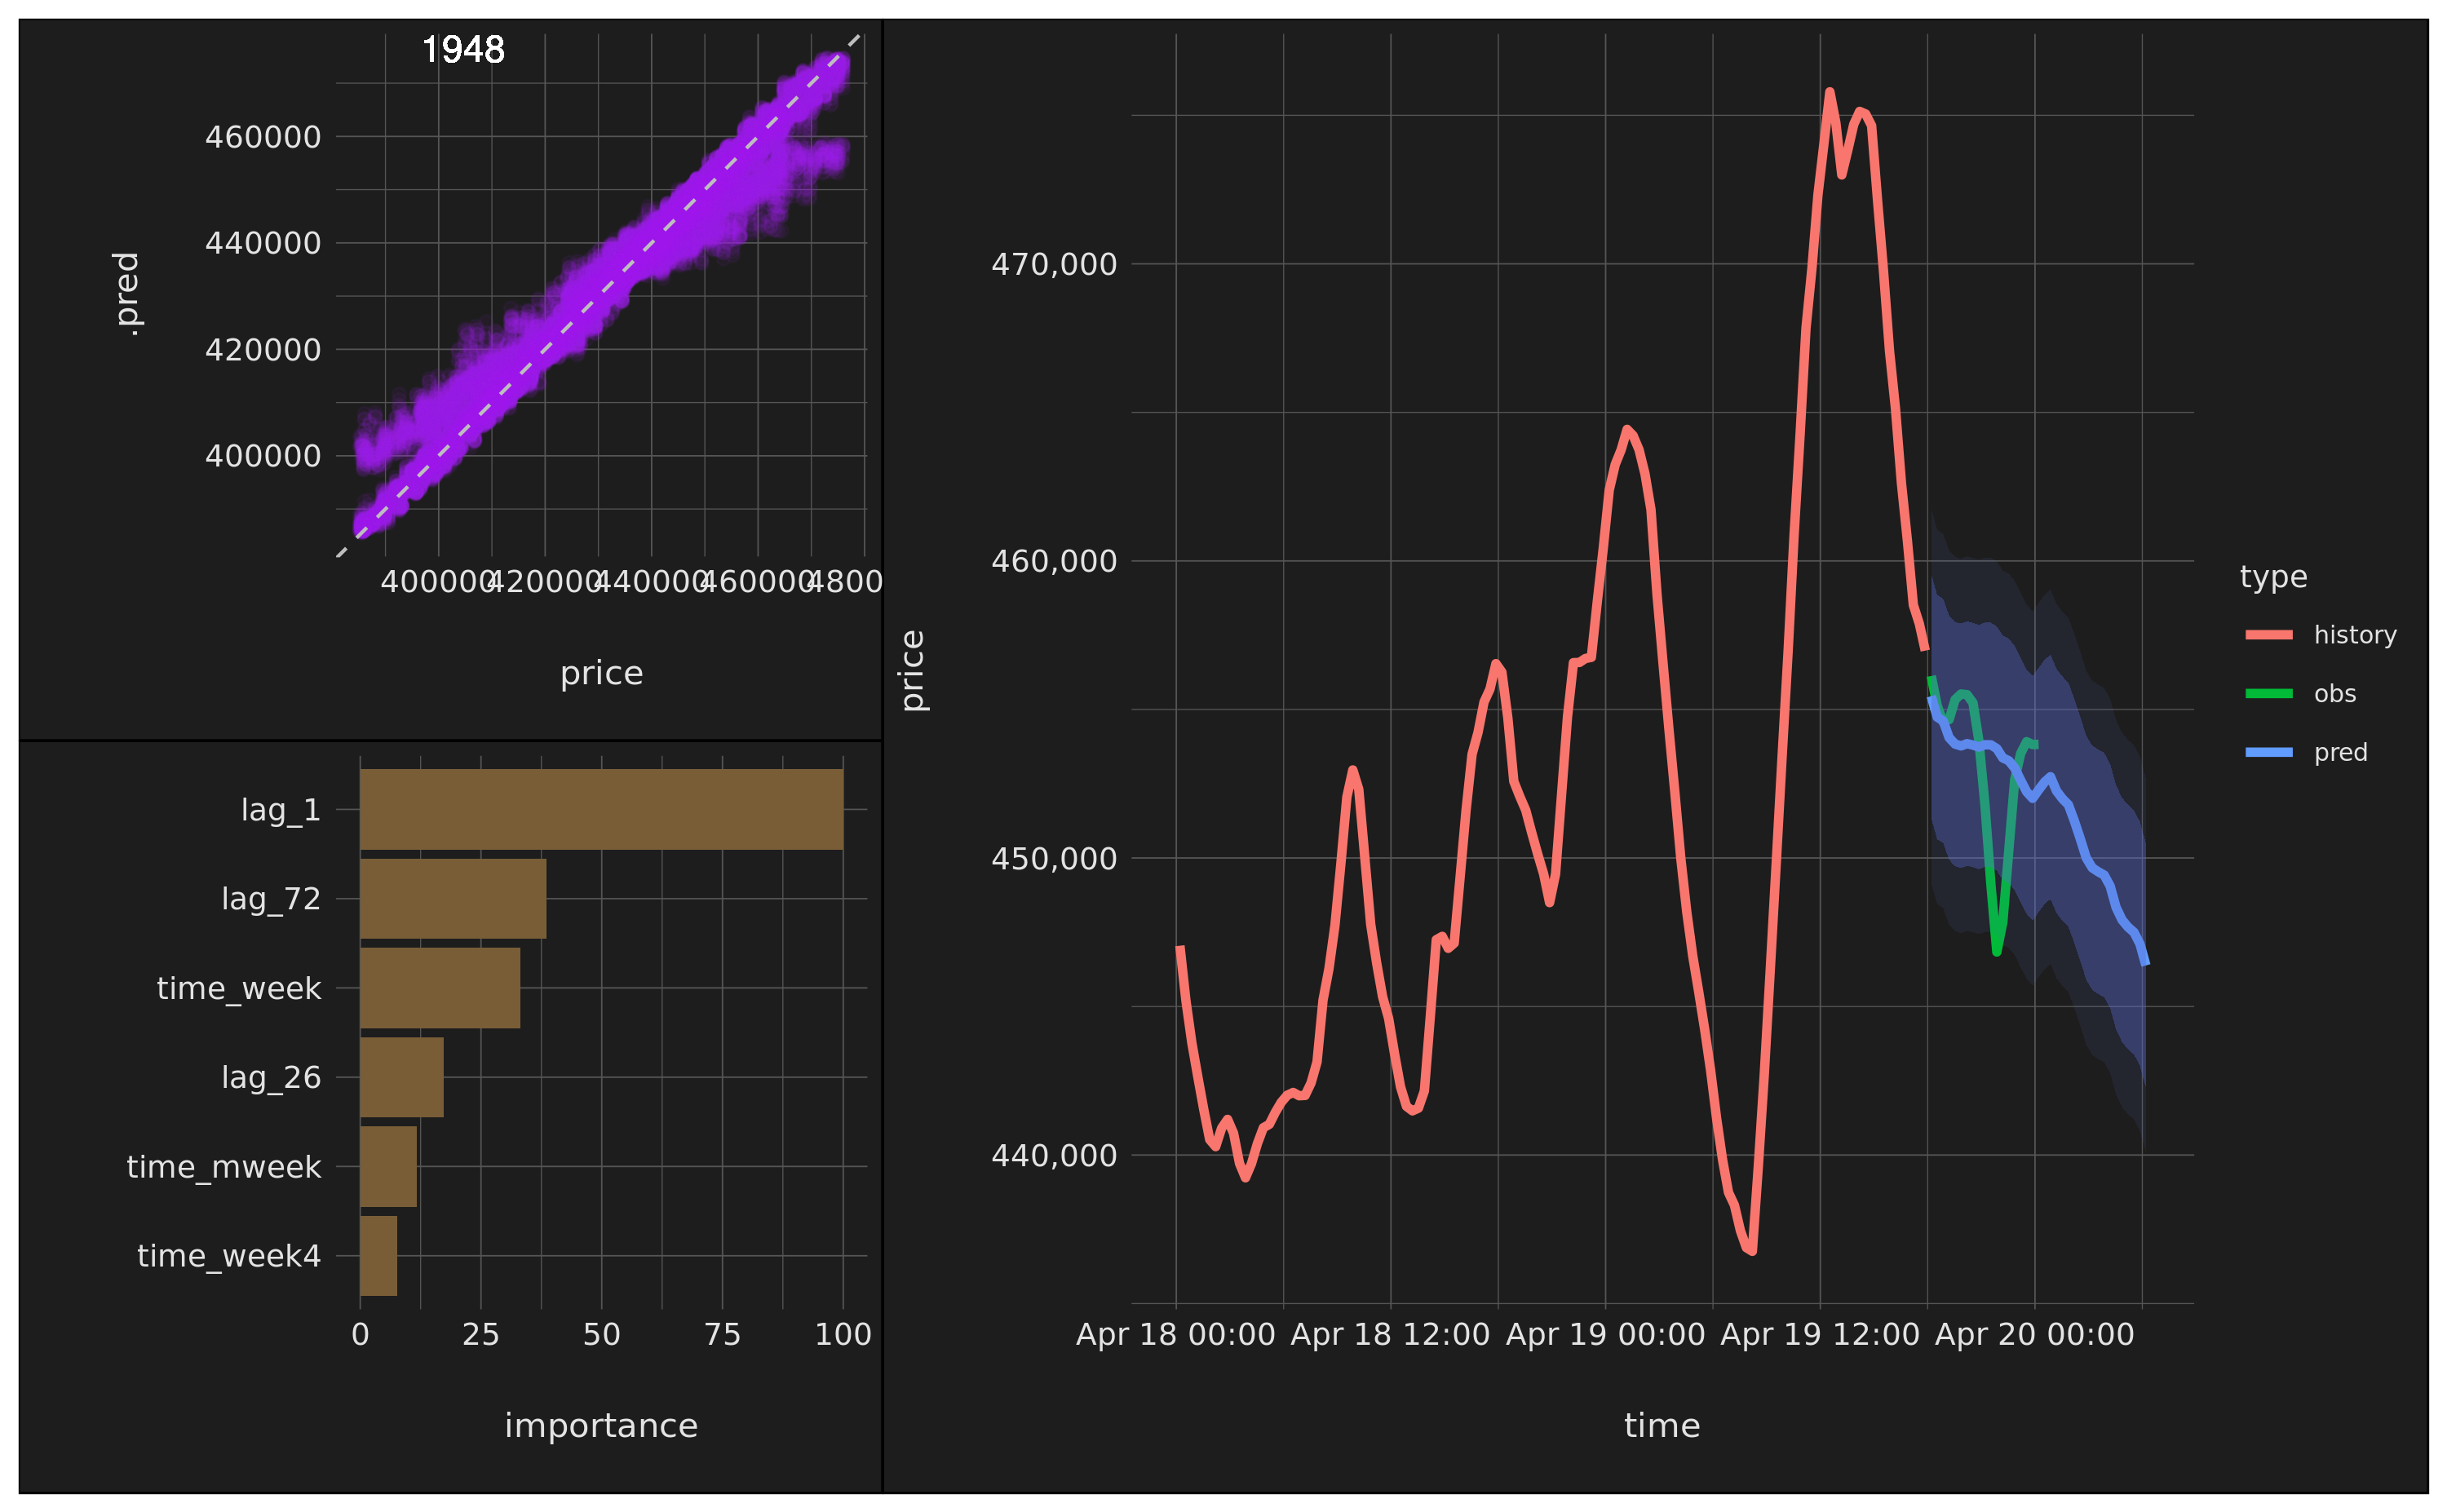 1948
460000
440000
420000
400000
.pred
400000 420000 440000 460000 4800
price
lag_1
lag_72
time_week
lag_26
time_mweek
time_week4
0 25 50 75 100
importance
470,000
460,000
450,000
440,000
price
Apr 18 00:00 Apr 18 12:00 Apr 19 00:00 Apr 19 12:00 Apr 20 00:00
time
type
history
obs
pred